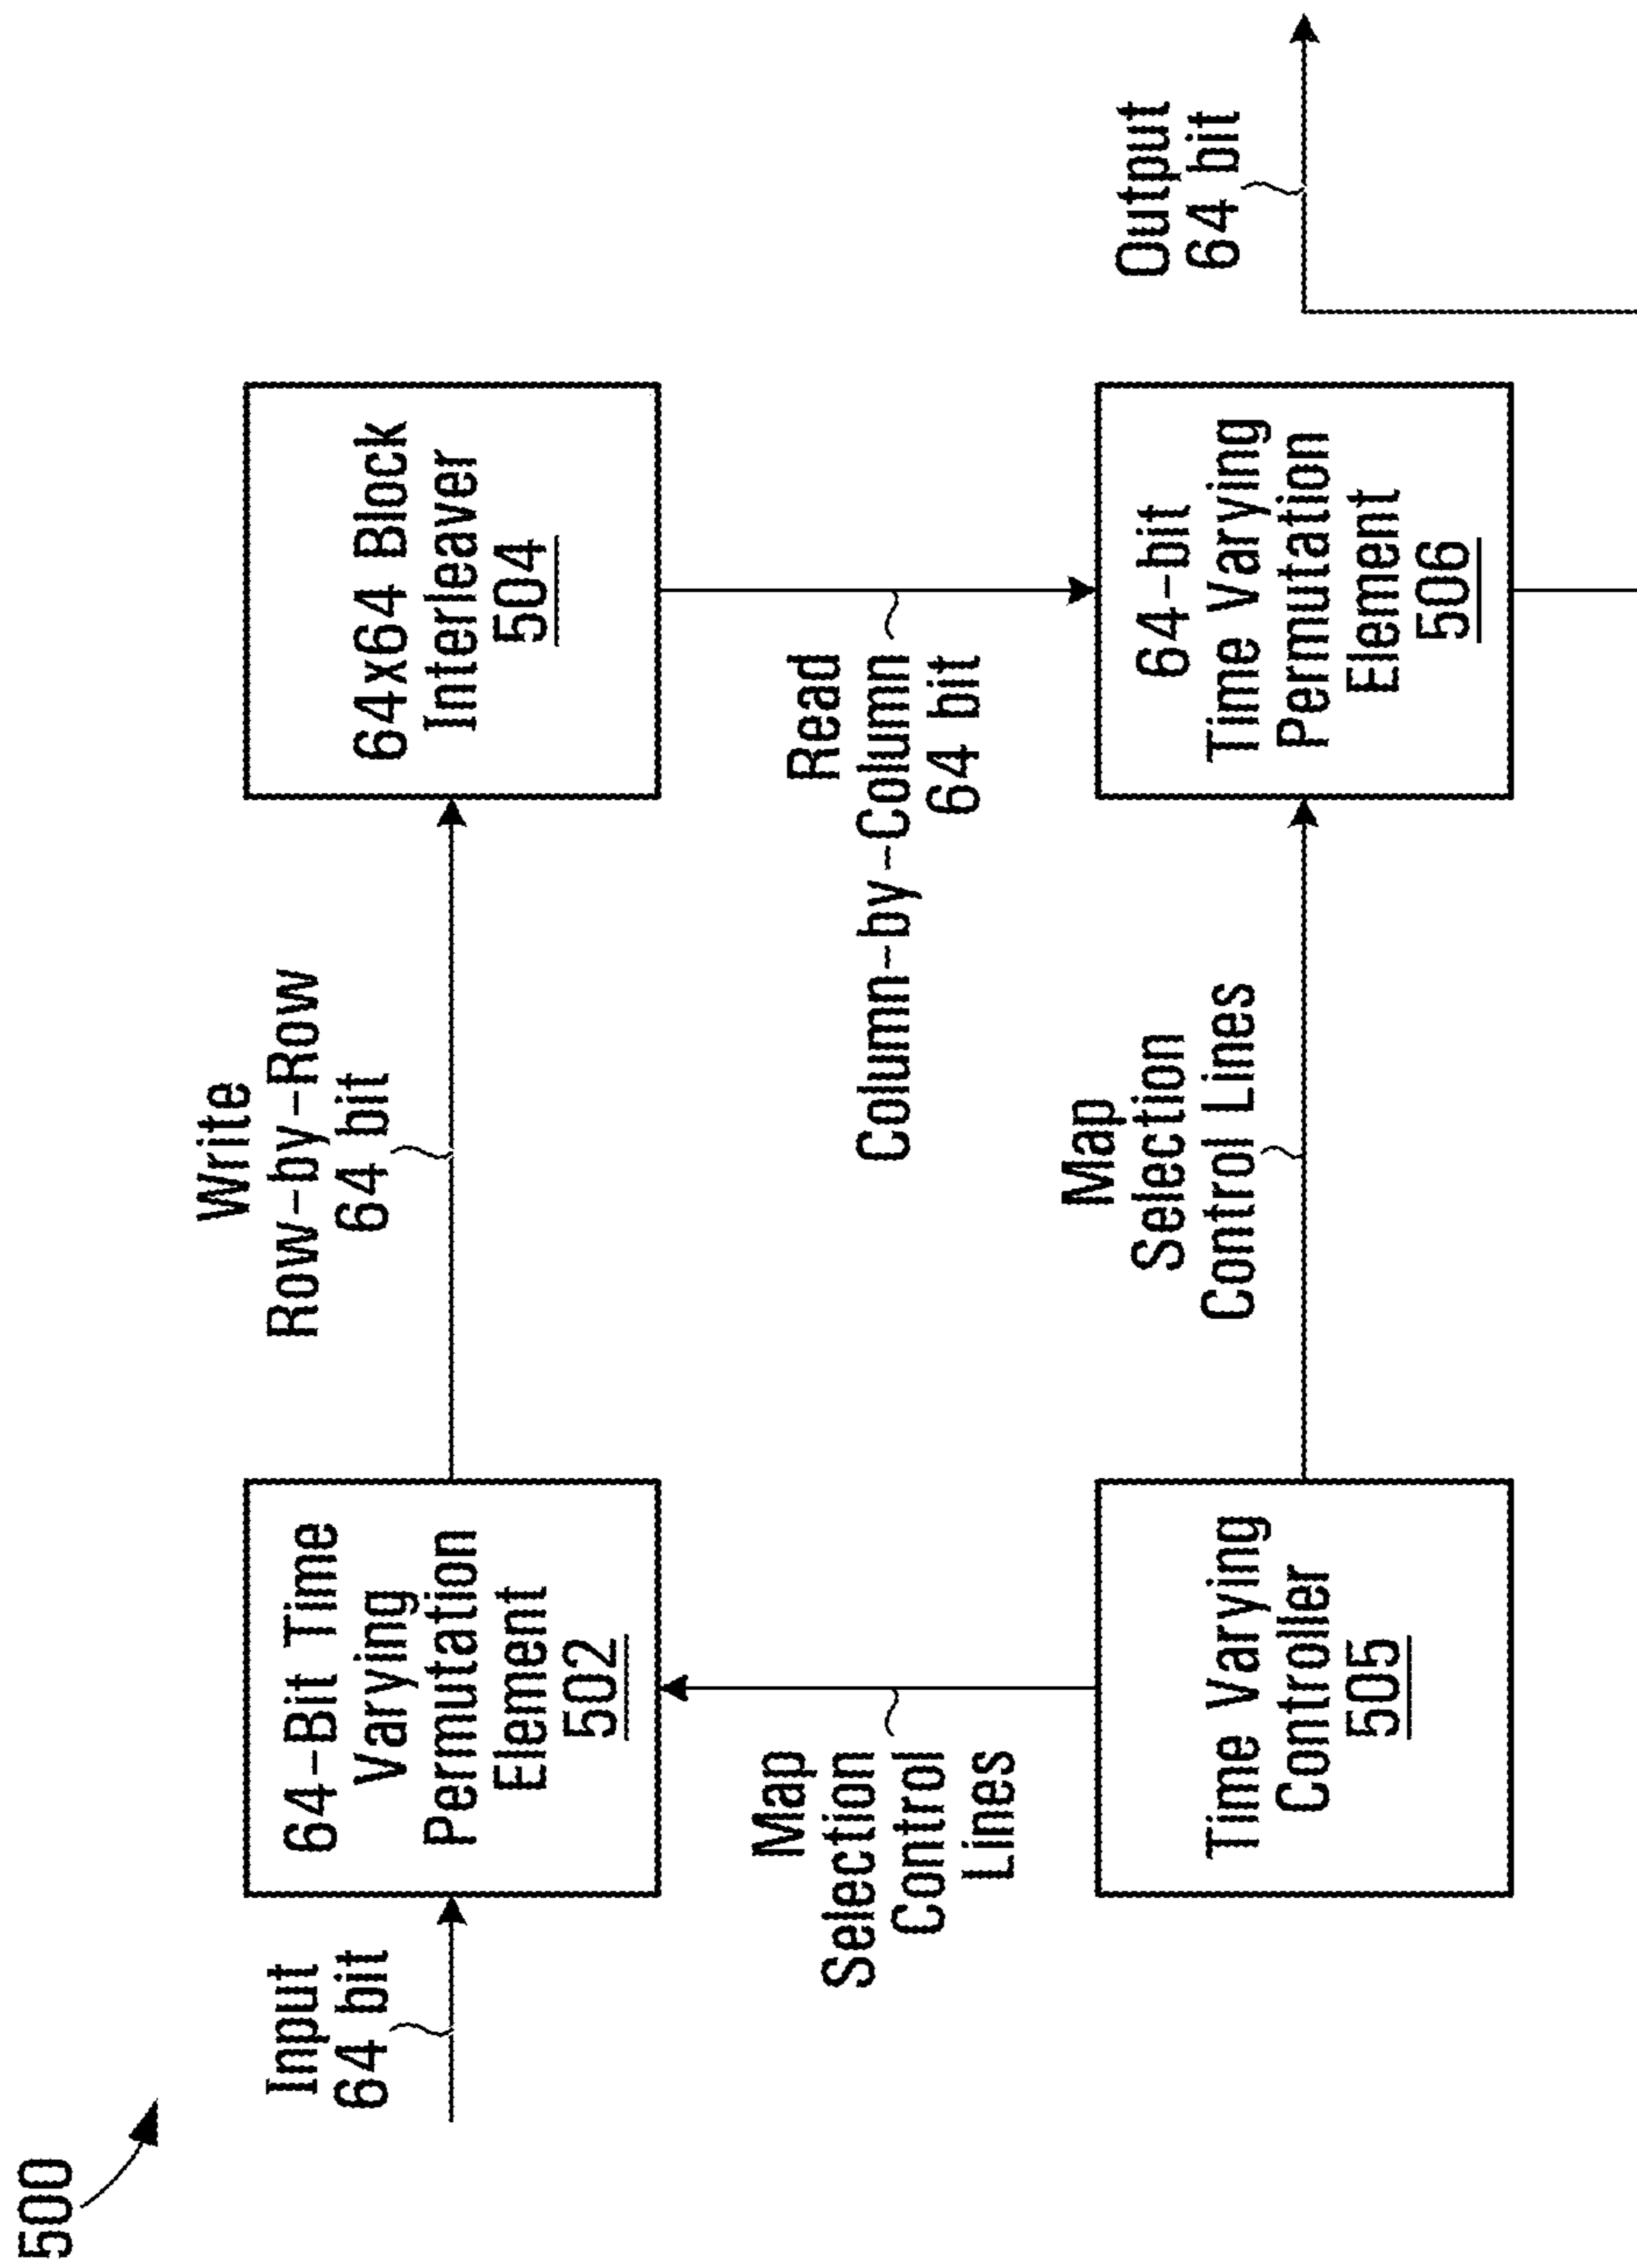 500
Input
64 bit
64-Bit Time
Varying
Permutation
Element
502
Write
Row-by-Row
64 bit
64x64 Block
Interleaver
504
Map
Selection
Control
Lines
Read
Column-by-Column
64 bit
Time Varying
Controller
505
Map
Selection
Control Lines
64-bit
Time Varying
Permutation
Element
506
Output
64 bit